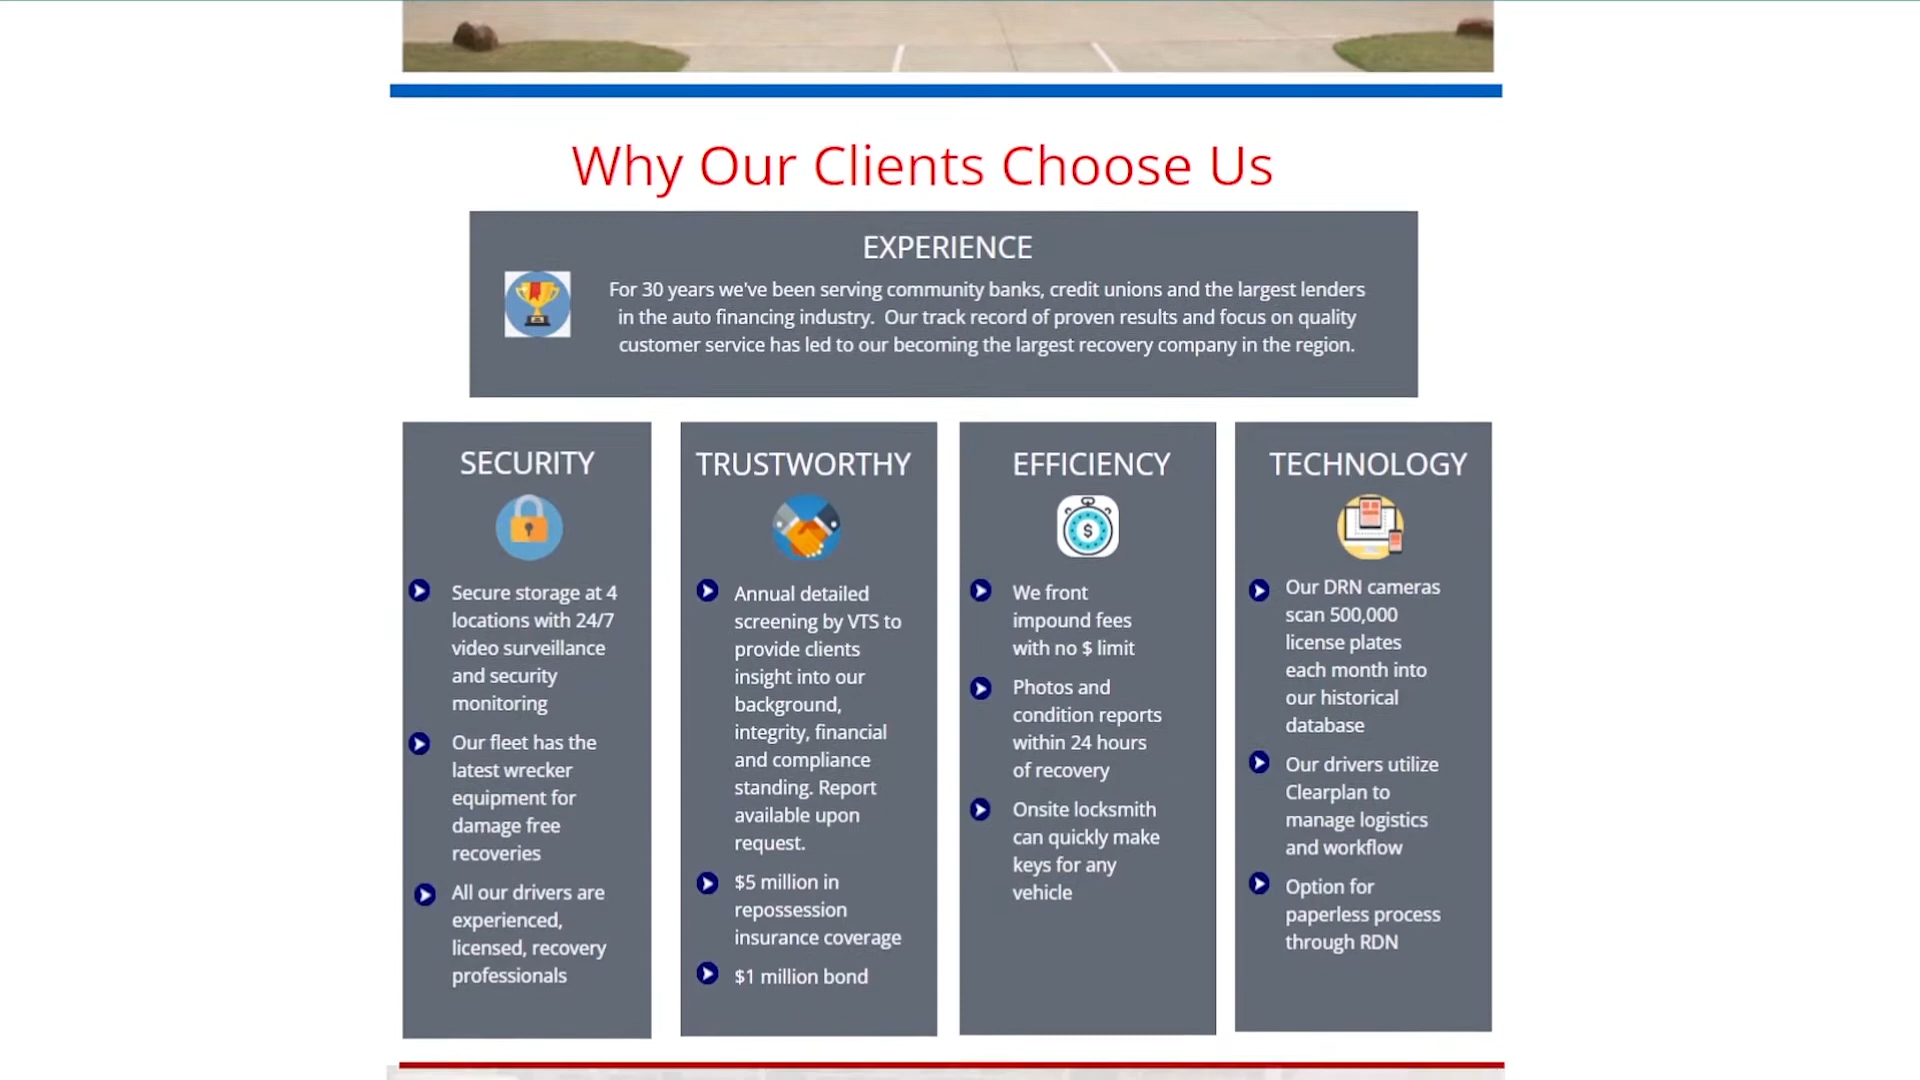 Why Our Clients Choose Us
EXPERIENCE
For 30 years we've been serving community banks, credit unions and the largest lenders
in the auto financing industry.  Our track record of proven results and focus on quality
customer service has led to our becoming the largest recovery company in the region.
SECURITY
Secure storage at 4
locations with 24/7
video surveillance
and security
monitoring
Our fleet has the
latest wrecker
equipment for
damage free
recoveries
All our drivers are
experienced,
licensed, recovery
professionals
TRUSTWORTHY
Annual detailed
screening by VTS to
provide clients
insight into our
background,
integrity, financial
and compliance
standing. Report
available upon
request.
$5 million in
repossession
insurance coverage
$1 million bond
EFFICIENCY
$
We front
impound fees
with no $ limit
Photos and
condition reports
within 24 hours
of recovery
Onsite locksmith
can quickly make
keys for any
vehicle
TECHNOLOGY
Our DRN cameras
scan 500,000
license plates
each month into
our historical
database
Our drivers utilize
Clearplan to
manage logistics
and workflow
Option for
paperless process
through RDN